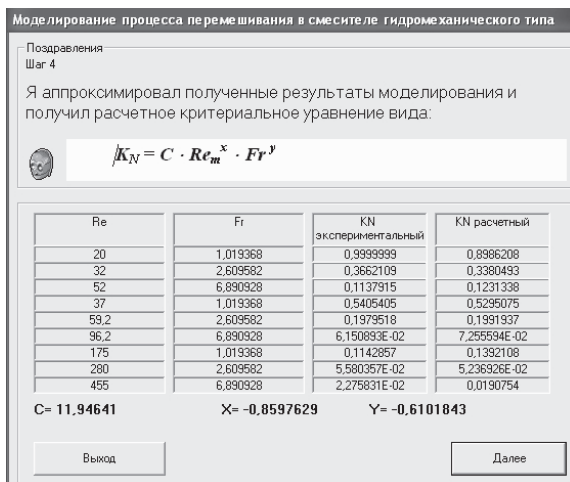 Моделирование процесса перемешивания в смесителе гидромеханического типа
Поздравления
Шаг 4
Я аппроксимировал полученные результаты моделирования и
получил расчетное критериальное уравнение вида:
K_N = C · Re_m^x · Fr^y
Re Fr KN экспериментальный KN расчетный
20 1,019368 0,9999999 0,8986208
32 2,609582 0,3662109 0,3380493
52 6,890928 0,1137915 0,1231338
37 1,019368 0,5405405 0,5295075
59,2 2,609582 0,1979518 0,1991937
96,2 6,890928 6,150893E-02 7,255594E-02
175 1,019368 0,1142857 0,1392108
280 2,609582 5,580357E-02 5,236926E-02
455 6,890928 2,275831E-02 0,0190754
C= 11,94641 X= -0,8597629 Y= -0,6101843
Выход Далее